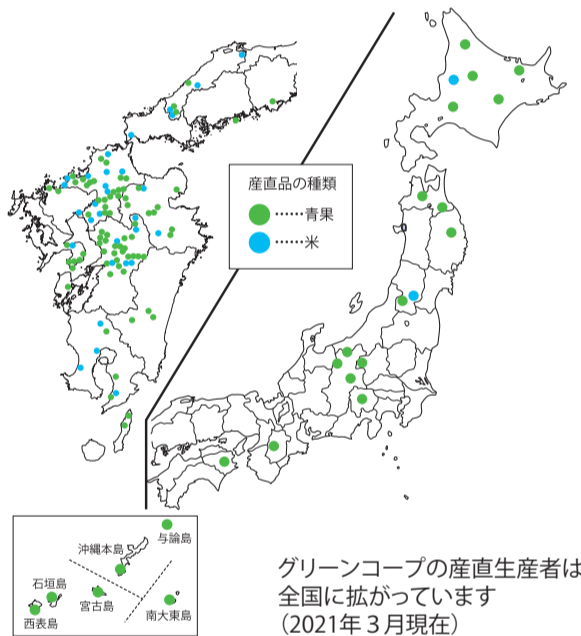 産直品の種類
……青果
……米
与論島
沖縄本島
石垣島
宮古島
南大東島
西表島
グリーンコープの産直生産者は
全国に拡がっています
(2021年3月現在)